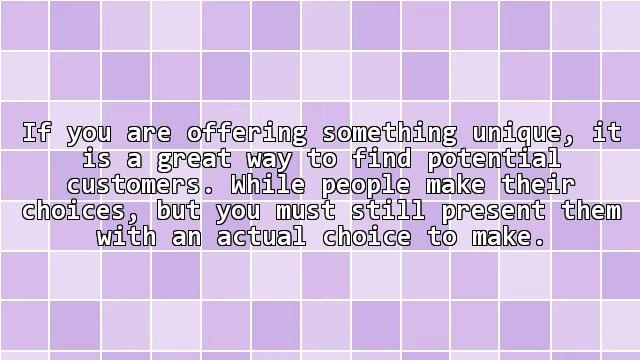 If you are offering something unique, it
is a great way to find potential
customers. While people make their
choices, but you must still present them
with an actual choice to make.